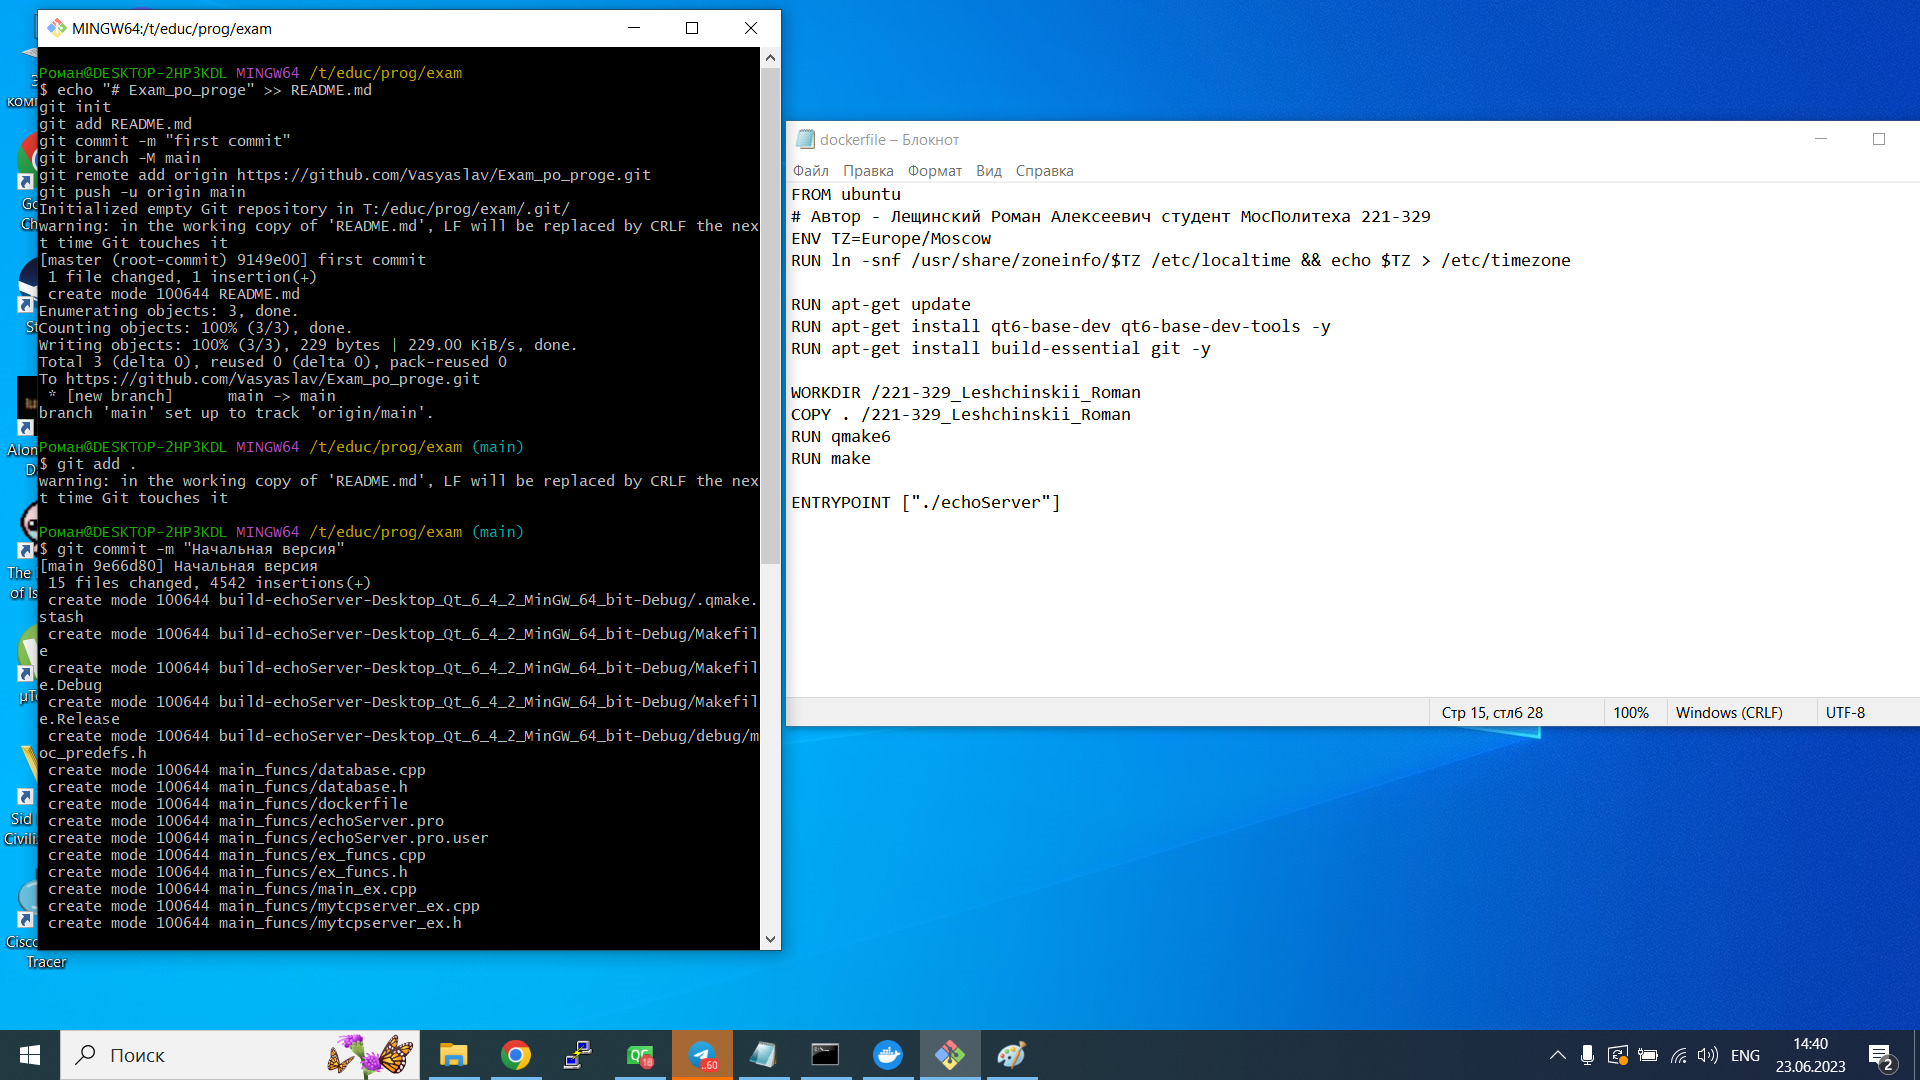 MINGW64:/t/educ/prog/exam
Роман@DESKTOP-2HP3KDL MINGW64 /t/educ/prog/exam
$ echo "# Exam_po_proge" >> README.md
git init
git add README.md
git commit -m "first commit"
git branch -M main
git remote add origin https://github.com/Vasyaslav/Exam_po_proge.git
git push -u origin main
Initialized empty Git repository in T:/educ/prog/exam/.git/
warning: in the working copy of 'README.md', LF will be replaced by CRLF the nex
t time Git touches it
[master (root-commit) 9149e00] first commit
1 file changed, 1 insertion(+)
create mode 100644 README.md
Enumerating objects: 3, done.
Counting objects: 100% (3/3), done.
Writing objects: 100% (3/3), 229 bytes | 229.00 KiB/s, done.
Total 3 (delta 0), reused 0 (delta 0), pack-reused 0
To https://github.com/Vasyaslav/Exam_po_proge.git
* [new branch]      main -> main
branch 'main' set up to track 'origin/main'.
Роман@DESKTOP-2HP3KDL MINGW64 /t/educ/prog/exam (main)
$ git add .
warning: in the working copy of 'README.md', LF will be replaced by CRLF the nex
t time Git touches it
Роман@DESKTOP-2HP3KDL MINGW64 /t/educ/prog/exam (main)
$ git commit -m "Начальная версия"
[main 9e66d80] Начальная версия
15 files changed, 4542 insertions(+)
create mode 100644 build-echoServer-Desktop_Qt_6_4_2_MinGW_64_bit-Debug/.qmake.
stash
create mode 100644 build-echoServer-Desktop_Qt_6_4_2_MinGW_64_bit-Debug/Makefil
e
create mode 100644 build-echoServer-Desktop_Qt_6_4_2_MinGW_64_bit-Debug/Makefil
e.Debug
create mode 100644 build-echoServer-Desktop_Qt_6_4_2_MinGW_64_bit-Debug/Makefil
e.Release
create mode 100644 build-echoServer-Desktop_Qt_6_4_2_MinGW_64_bit-Debug/debug/m
oc_predefs.h
create mode 100644 main_funcs/database.cpp
create mode 100644 main_funcs/database.h
create mode 100644 main_funcs/dockerfile
create mode 100644 main_funcs/echoServer.pro
create mode 100644 main_funcs/echoServer.pro.user
create mode 100644 main_funcs/ex_funcs.cpp
create mode 100644 main_funcs/ex_funcs.h
create mode 100644 main_funcs/main_ex.cpp
create mode 100644 main_funcs/mytcpserver_ex.cpp
create mode 100644 main_funcs/mytcpserver_ex.h
dockerfile – Блокнот
Файл Правка Формат Вид Справка
FROM ubuntu
# Автор - Лещинский Роман Алексеевич студент МосПолитеха 221-329
ENV TZ=Europe/Moscow
RUN ln -snf /usr/share/zoneinfo/$TZ /etc/localtime && echo $TZ > /etc/timezone
RUN apt-get update
RUN apt-get install qt6-base-dev qt6-base-dev-tools -y
RUN apt-get install build-essential git -y
WORKDIR /221-329_Leshchinskii_Roman
COPY . /221-329_Leshchinskii_Roman
RUN qmake6
RUN make
ENTRYPOINT ["./echoServer"]
Стр 15, стлб 28 100% Windows (CRLF) UTF-8
The
of Is
Sid
Civiliz
Cisco
Tracer
Поиск
QC
18
..60
ENG
14:40
23.06.2023
2